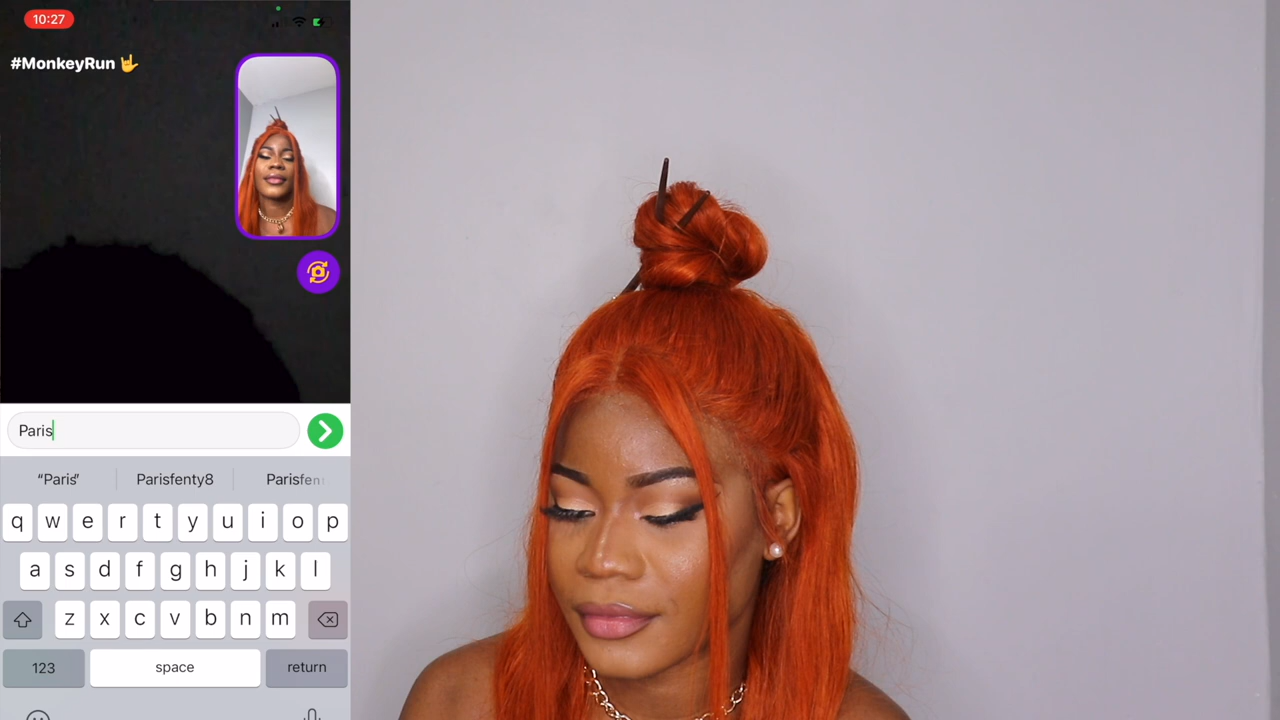 10:27
#MonkeyRun 🤟
Paris
“Paris” Parisfenty8 Parisfen
q w e r t y u i o p
a s d f g h j k l
z x c v b n m
123 space return